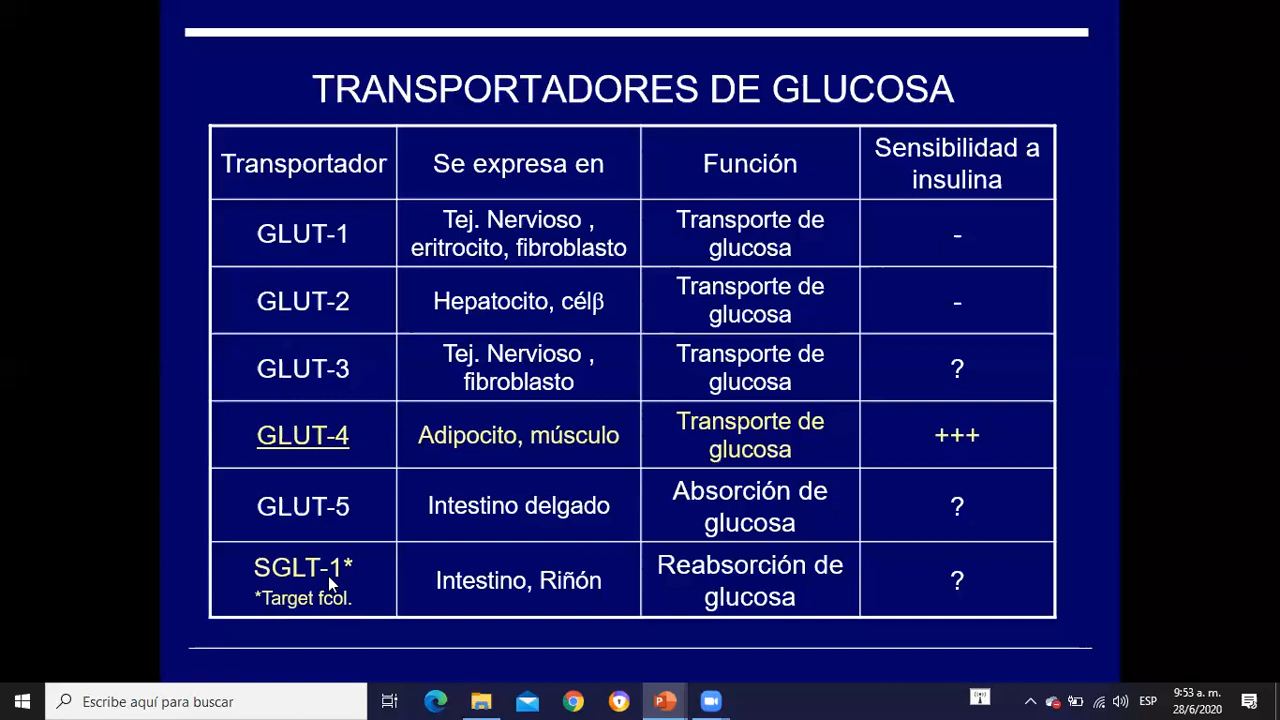 TRANSPORTADORES DE GLUCOSA
Transportador
Se expresa en
Función
Sensibilidad a
insulina
GLUT-1
Tej. Nervioso ,
eritrocito, fibroblasto
Transporte de
glucosa
-
GLUT-2
Hepatocito, célβ
Transporte de
glucosa
-
GLUT-3
Tej. Nervioso ,
fibroblasto
Transporte de
glucosa
?
GLUT-4
Adipocito, músculo
Transporte de
glucosa
+++
GLUT-5
Intestino delgado
Absorción de
glucosa
?
SGLT-1*
*Target fcol.
Intestino, Riñón
Reabsorción de
glucosa
?
Escribe aquí para buscar
ESP
9:53 a. m.
28/6/2020